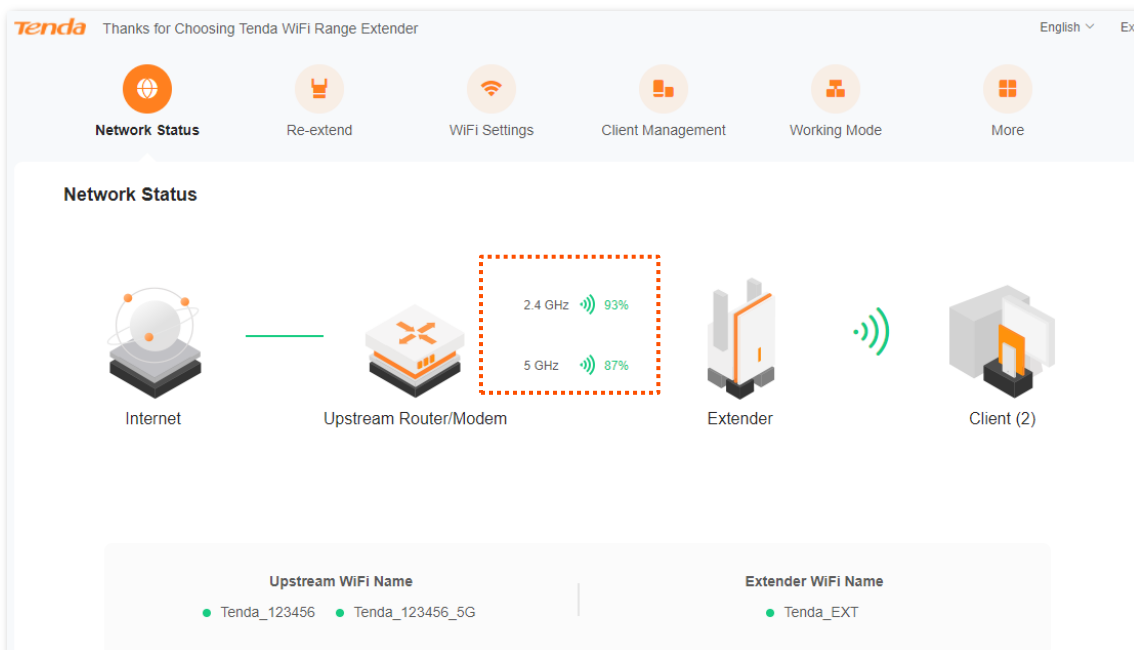 Tenda Thanks for Choosing Tenda WiFi Range Extender English Ex
Network Status Re-extend WiFi Settings Client Management Working Mode More
Network Status
2.4 GHz 93%
5 GHz 87%
Internet Upstream Router/Modem Extender Client (2)
Upstream WiFi Name Extender WiFi Name
Tenda_123456 Tenda_123456_5G Tenda_EXT